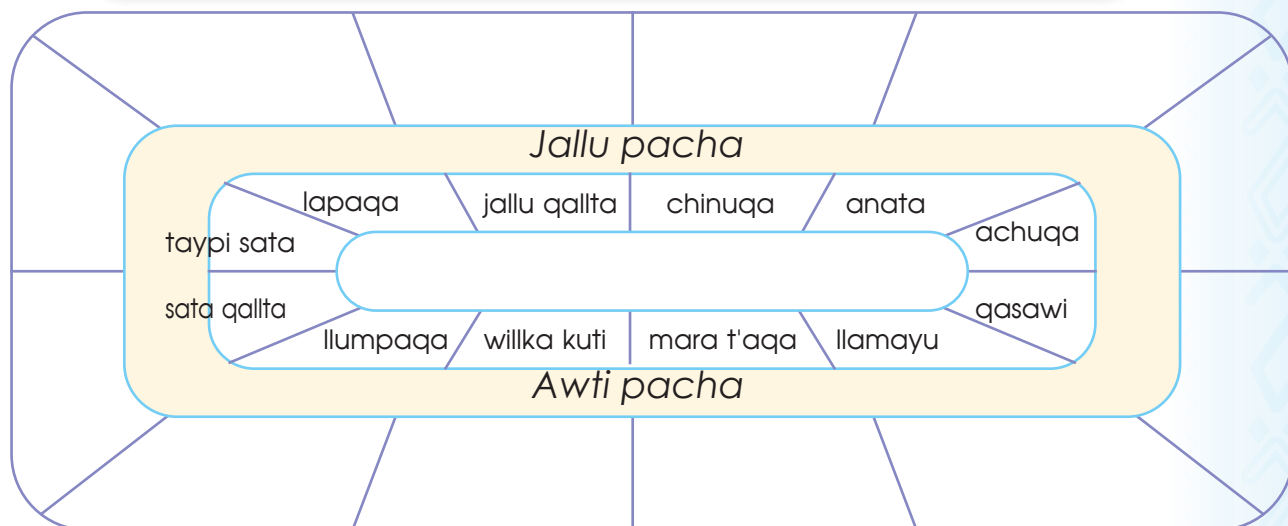 Jallu pacha
lapaqa
jallu qallta
chinuqa
anata
taypi sata
achuqa
sata qallta
qasawi
llumpaqa
willka kuti
mara t'aqa
llamayu
Awti pacha